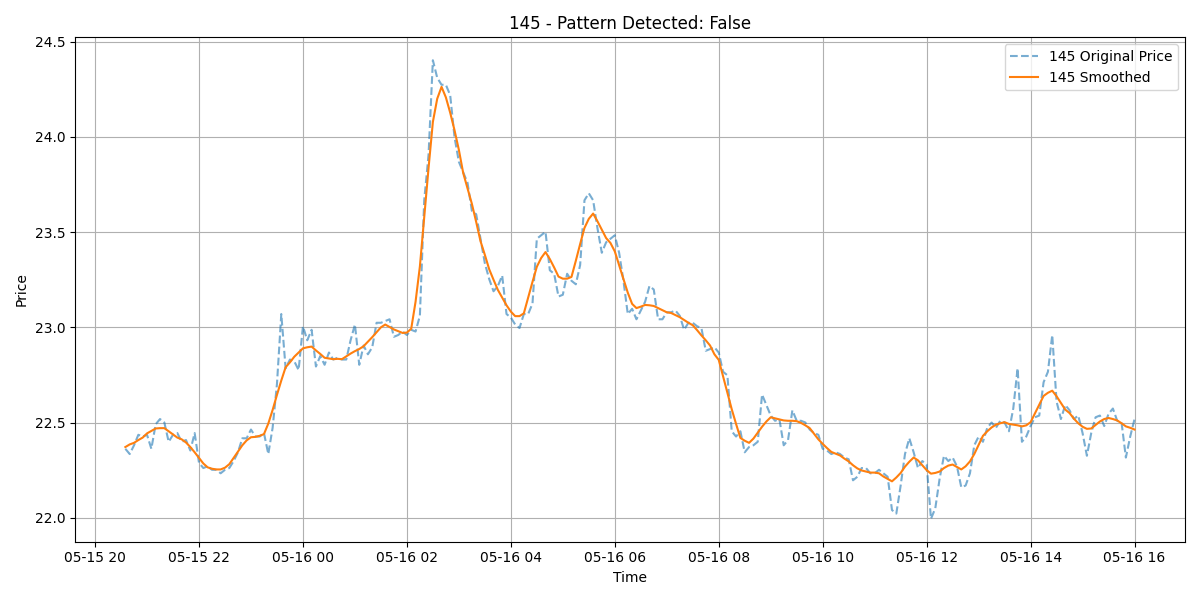 145 - Pattern Detected: False
145 Original Price
145 Smoothed
24.5
24.0
23.5
23.0
22.5
22.0
Price
05-15 20 05-15 22 05-16 00 05-16 02 05-16 04 05-16 06 05-16 08 05-16 10 05-16 12 05-16 14 05-16 16
Time